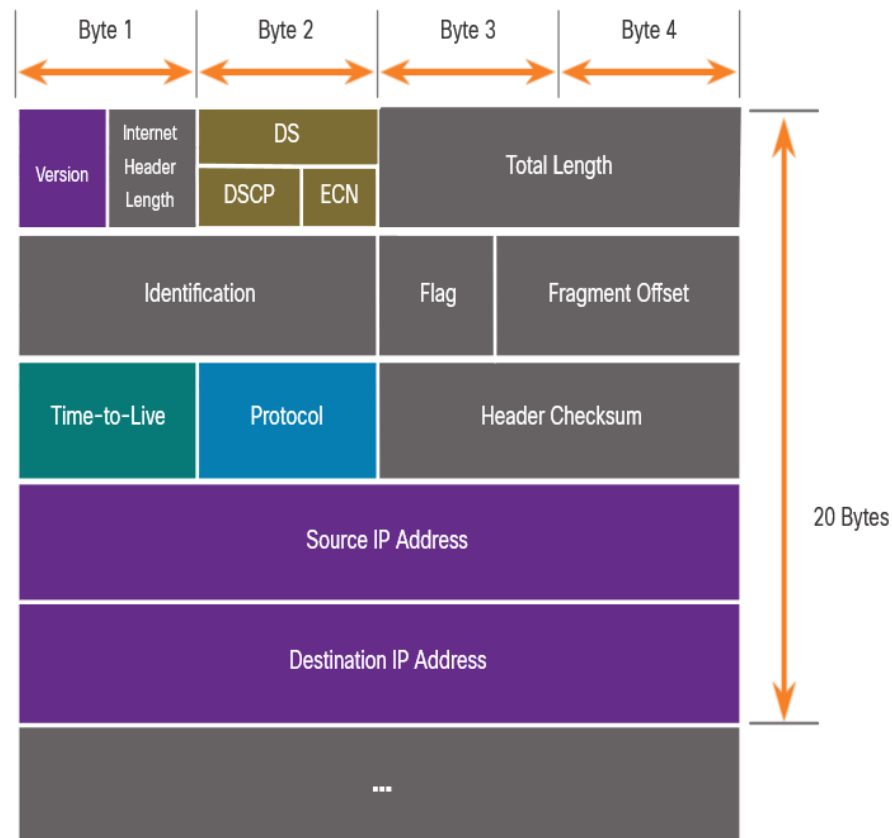 Byte 1
Byte 2
Byte 3
Byte 4
Version
Internet
Header
Length
DS
DSCP
ECN
Total Length
Identification
Flag
Fragment Offset
Time-to-Live
Protocol
Header Checksum
Source IP Address
20 Bytes
Destination IP Address
...